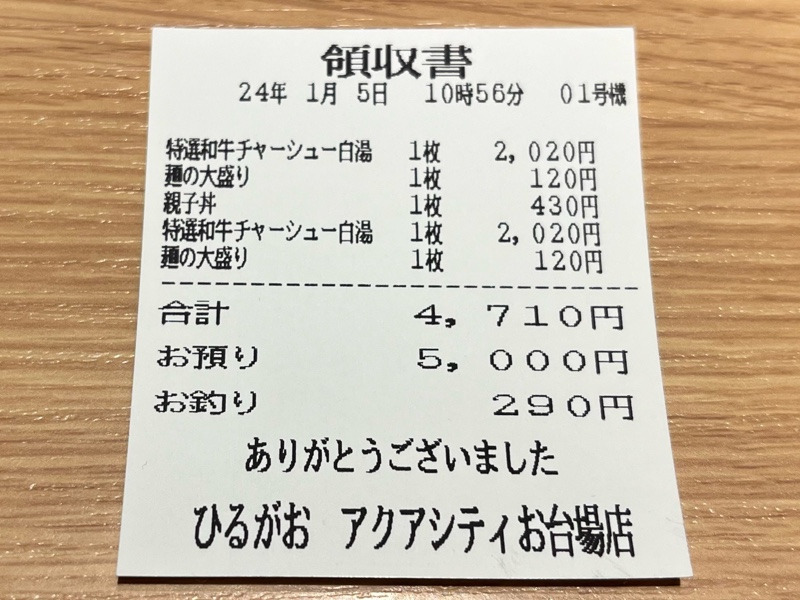 領収書
24年 1月 5日 10時56分 01号機
特選和牛チャーシュー白湯 1枚 2,020円
麺の大盛り 1枚 120円
親子丼 1枚 430円
特選和牛チャーシュー白湯 1枚 2,020円
麺の大盛り 1枚 120円
合計 4,710円
お預り 5,000円
お釣り 290円
ありがとうございました
ひるがお アクアシティお台場店